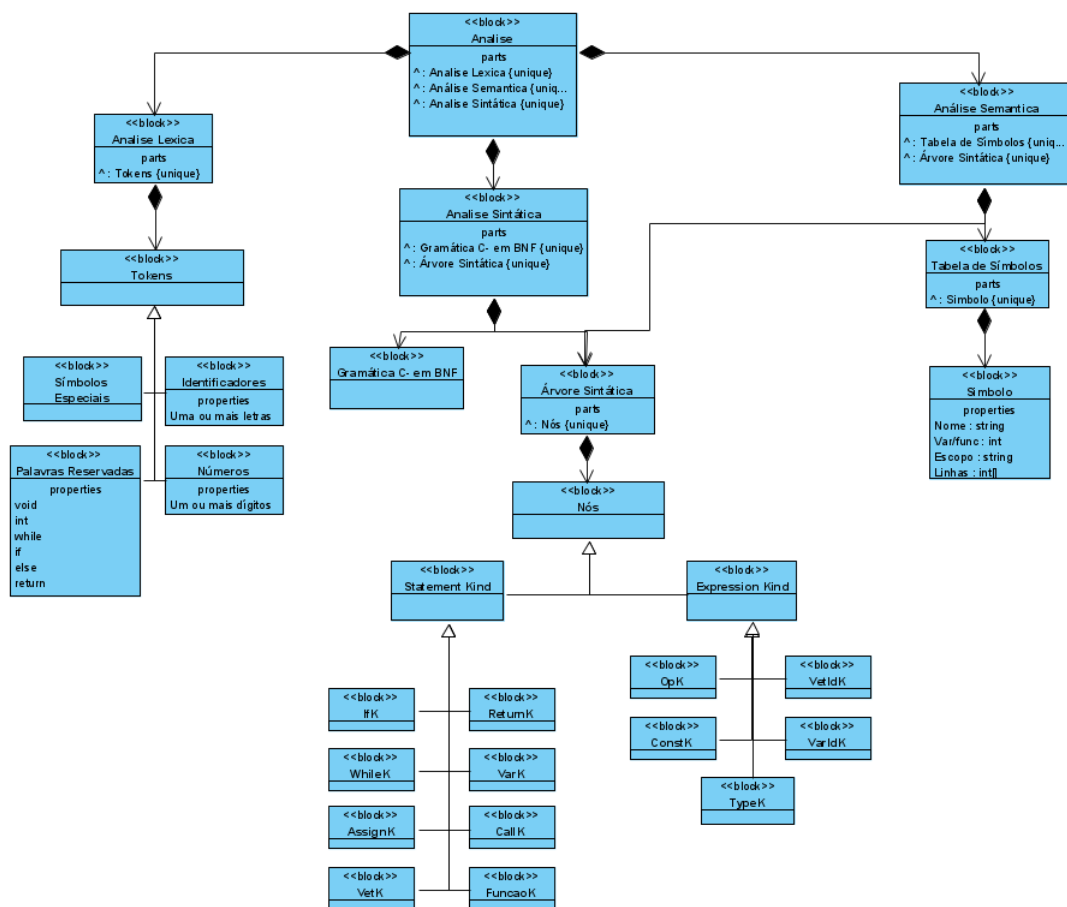 <<block>>
Analise
parts
^ : Analise Lexica {unique}
^ : Análise Semantica {uniq...
^ : Analise Sintática {unique}
<<block>>
Análise Semantica
parts
^ : Tabela de Símbolos {uniq...
^ : Árvore Sintática {unique}
<<block>>
Analise Lexica
parts
^ : Tokens {unique}
<<block>>
Analise Sintática
parts
^ : Gramática C- em BNF {unique}
^ : Árvore Sintática {unique}
<<block>>
Tokens
<<block>>
Tabela de Símbolos
parts
^ : Simbolo {unique}
<<block>>
Símbolos
Especiais
<<block>>
Identificadores
properties
Uma ou mais letras
<<block>>
Gramática C- em BNF
<<block>>
Árvore Sintática
parts
^ : Nós {unique}
<<block>>
Simbolo
properties
Nome : string
Var/func : int
Escopo : string
Linhas : int[]
<<block>>
Palavras Reservadas
properties
void
int
while
if
else
return
<<block>>
Números
properties
Um ou mais dígitos
<<block>>
Nós
<<block>>
Statement Kind
<<block>>
Expression Kind
<<block>>
IfK
<<block>>
ReturnK
<<block>>
WhileK
<<block>>
VarK
<<block>>
AssignK
<<block>>
CallK
<<block>>
VetK
<<block>>
FuncaoK
<<block>>
OpK
<<block>>
VetIdK
<<block>>
ConstK
<<block>>
VarIdK
<<block>>
TypeK